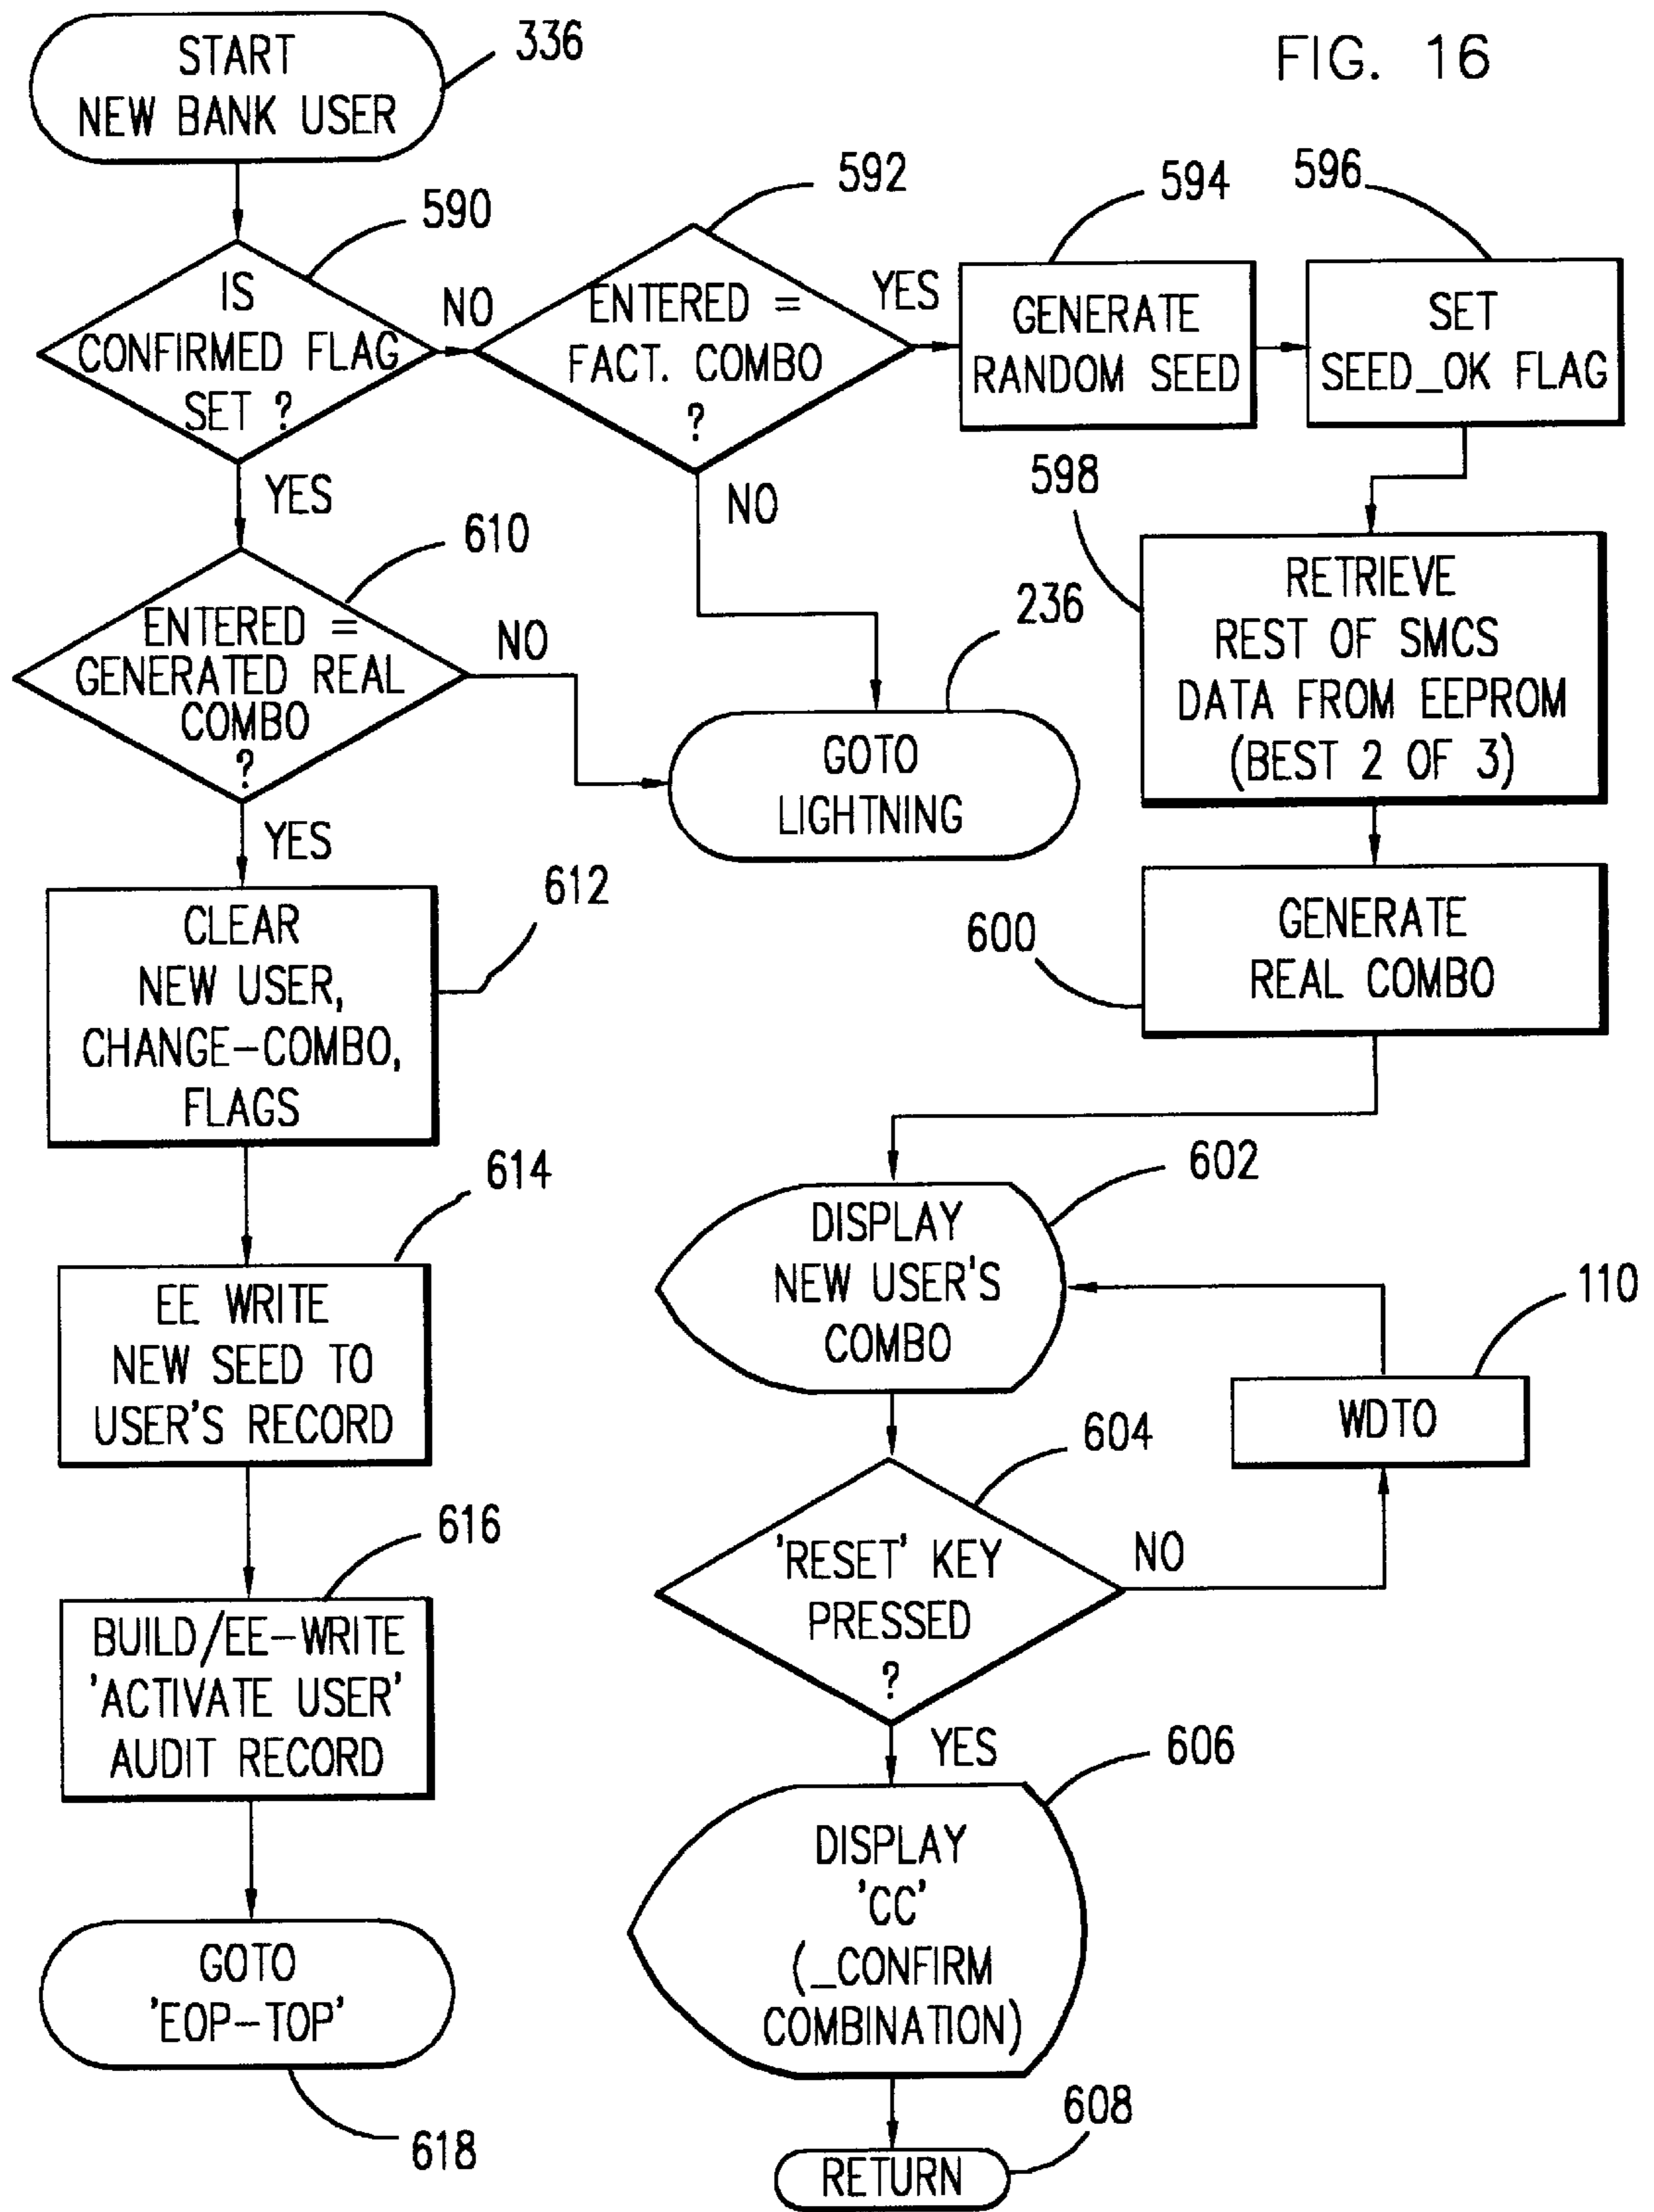 FIG. 16
START
NEW BANK USER
336
IS
CONFIRMED FLAG
SET ?
590
NO
YES
ENTERED =
FACT. COMBO
?
592
YES
NO
GENERATE
RANDOM SEED
594
SET
SEED_OK FLAG
596
RETRIEVE
REST OF SMCS
DATA FROM EEPROM
(BEST 2 OF 3)
598
GENERATE
REAL COMBO
600
ENTERED =
GENERATED REAL
COMBO
?
610
NO
YES
GOTO
LIGHTNING
236
CLEAR
NEW USER,
CHANGE-COMBO,
FLAGS
612
EE WRITE
NEW SEED TO
USER'S RECORD
614
BUILD/EE-WRITE
'ACTIVATE USER'
AUDIT RECORD
616
GOTO
'EOP-TOP'
618
DISPLAY
NEW USER'S
COMBO
602
WDTO
110
'RESET' KEY
PRESSED
?
604
NO
YES
DISPLAY
'CC'
(_CONFIRM
COMBINATION)
606
RETURN
608